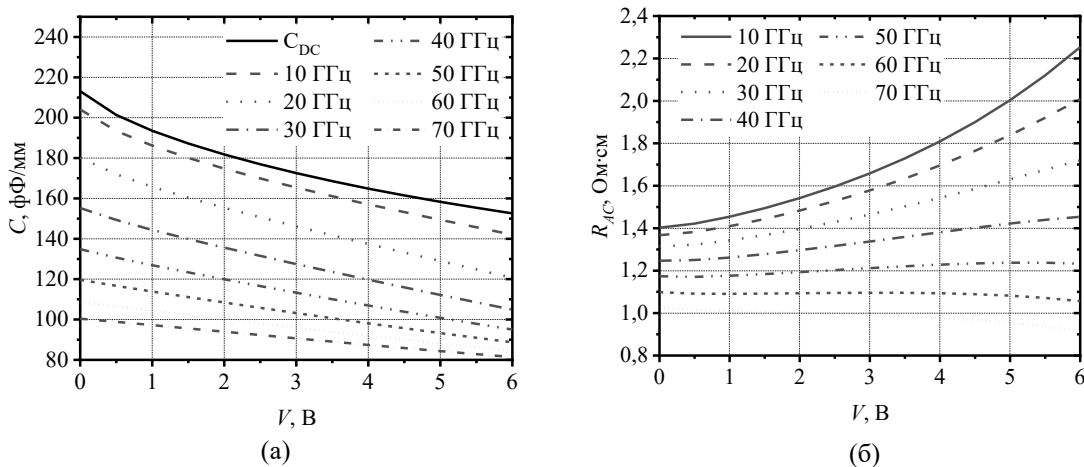 240
220
200
180
160
140
120
100
80
C, фФ/мм
C_DC
10 ГГц
20 ГГц
30 ГГц
40 ГГц
50 ГГц
60 ГГц
70 ГГц
0 1 2 3 4 5 6
V, В
(а)
2,4
2,2
2,0
1,8
1,6
1,4
1,2
1,0
0,8
R_AC, Ом·см
10 ГГц
20 ГГц
30 ГГц
40 ГГц
50 ГГц
60 ГГц
70 ГГц
0 1 2 3 4 5 6
V, В
(б)